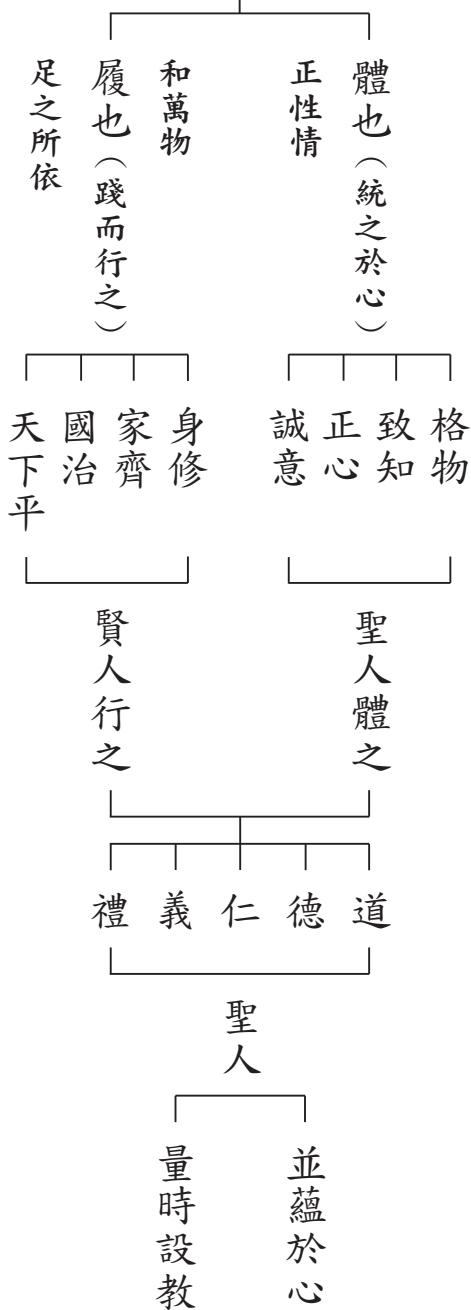 體也（統之於心）
正性情
和萬物
履也（踐而行之）
足之所依
格物
致知
正心
誠意
身修
家齊
國治
天下平
聖人體之
賢人行之
道
德
仁
義
禮
聖人
並蘊於心
量時設教